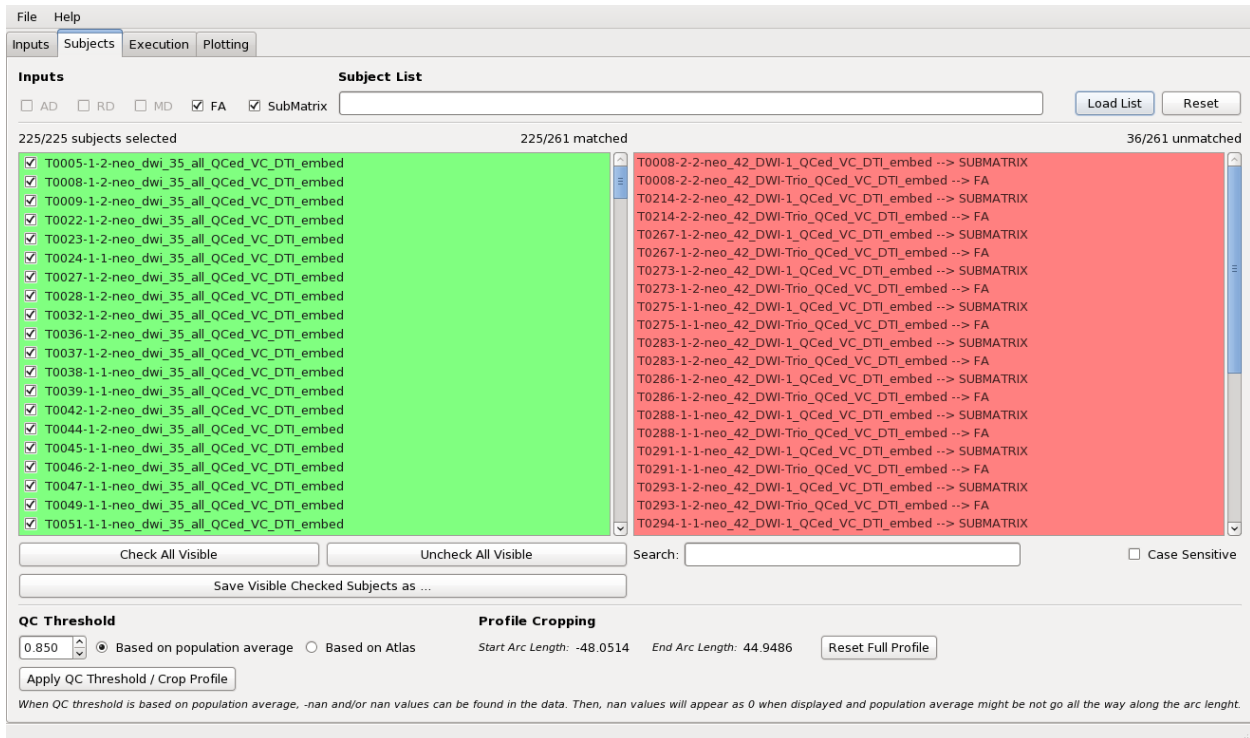 File Help
Inputs Subjects Execution Plotting
Inputs Subject List
AD RD MD FA SubMatrix Load List Reset
225/225 subjects selected 225/261 matched 36/261 unmatched
T0005-1-2-neo_dwi_35_all_QCed_VC_DTI_embed
T0008-1-2-neo_dwi_35_all_QCed_VC_DTI_embed
T0009-1-2-neo_dwi_35_all_QCed_VC_DTI_embed
T0022-1-2-neo_dwi_35_all_QCed_VC_DTI_embed
T0023-1-2-neo_dwi_35_all_QCed_VC_DTI_embed
T0024-1-1-neo_dwi_35_all_QCed_VC_DTI_embed
T0027-1-2-neo_dwi_35_all_QCed_VC_DTI_embed
T0028-1-2-neo_dwi_35_all_QCed_VC_DTI_embed
T0032-1-2-neo_dwi_35_all_QCed_VC_DTI_embed
T0036-1-2-neo_dwi_35_all_QCed_VC_DTI_embed
T0037-1-2-neo_dwi_35_all_QCed_VC_DTI_embed
T0038-1-1-neo_dwi_35_all_QCed_VC_DTI_embed
T0039-1-1-neo_dwi_35_all_QCed_VC_DTI_embed
T0042-1-2-neo_dwi_35_all_QCed_VC_DTI_embed
T0044-1-2-neo_dwi_35_all_QCed_VC_DTI_embed
T0045-1-1-neo_dwi_35_all_QCed_VC_DTI_embed
T0046-2-1-neo_dwi_35_all_QCed_VC_DTI_embed
T0047-1-1-neo_dwi_35_all_QCed_VC_DTI_embed
T0049-1-1-neo_dwi_35_all_QCed_VC_DTI_embed
T0051-1-1-neo_dwi_35_all_QCed_VC_DTI_embed
T0008-2-2-neo_42_DWI-1_QCed_VC_DTI_embed --> SUBMATRIX
T0008-2-2-neo_42_DWI-Trio_QCed_VC_DTI_embed --> FA
T0214-2-2-neo_42_DWI-1_QCed_VC_DTI_embed --> SUBMATRIX
T0214-2-2-neo_42_DWI-Trio_QCed_VC_DTI_embed --> FA
T0267-1-2-neo_42_DWI-1_QCed_VC_DTI_embed --> SUBMATRIX
T0267-1-2-neo_42_DWI-Trio_QCed_VC_DTI_embed --> FA
T0273-1-2-neo_42_DWI-1_QCed_VC_DTI_embed --> SUBMATRIX
T0273-1-2-neo_42_DWI-Trio_QCed_VC_DTI_embed --> FA
T0275-1-1-neo_42_DWI-1_QCed_VC_DTI_embed --> SUBMATRIX
T0275-1-1-neo_42_DWI-Trio_QCed_VC_DTI_embed --> FA
T0283-1-2-neo_42_DWI-1_QCed_VC_DTI_embed --> SUBMATRIX
T0283-1-2-neo_42_DWI-Trio_QCed_VC_DTI_embed --> FA
T0286-1-2-neo_42_DWI-1_QCed_VC_DTI_embed --> SUBMATRIX
T0286-1-2-neo_42_DWI-Trio_QCed_VC_DTI_embed --> FA
T0288-1-1-neo_42_DWI-1_QCed_VC_DTI_embed --> SUBMATRIX
T0288-1-1-neo_42_DWI-Trio_QCed_VC_DTI_embed --> FA
T0291-1-1-neo_42_DWI-1_QCed_VC_DTI_embed --> SUBMATRIX
T0291-1-1-neo_42_DWI-Trio_QCed_VC_DTI_embed --> FA
T0293-1-2-neo_42_DWI-1_QCed_VC_DTI_embed --> SUBMATRIX
T0293-1-2-neo_42_DWI-Trio_QCed_VC_DTI_embed --> FA
T0294-1-1-neo_42_DWI-1_QCed_VC_DTI_embed --> SUBMATRIX
Check All Visible Uncheck All Visible Search: Case Sensitive
Save Visible Checked Subjects as ...
QC Threshold Profile Cropping
0.850 Based on population average Based on Atlas Start Arc Length: -48.0514 End Arc Length: 44.9486 Reset Full Profile
Apply QC Threshold / Crop Profile
When QC threshold is based on population average, -nan and/or nan values can be found in the data. Then, nan values will appear as 0 when displayed and population average might be not go all the way along the arc lenght.